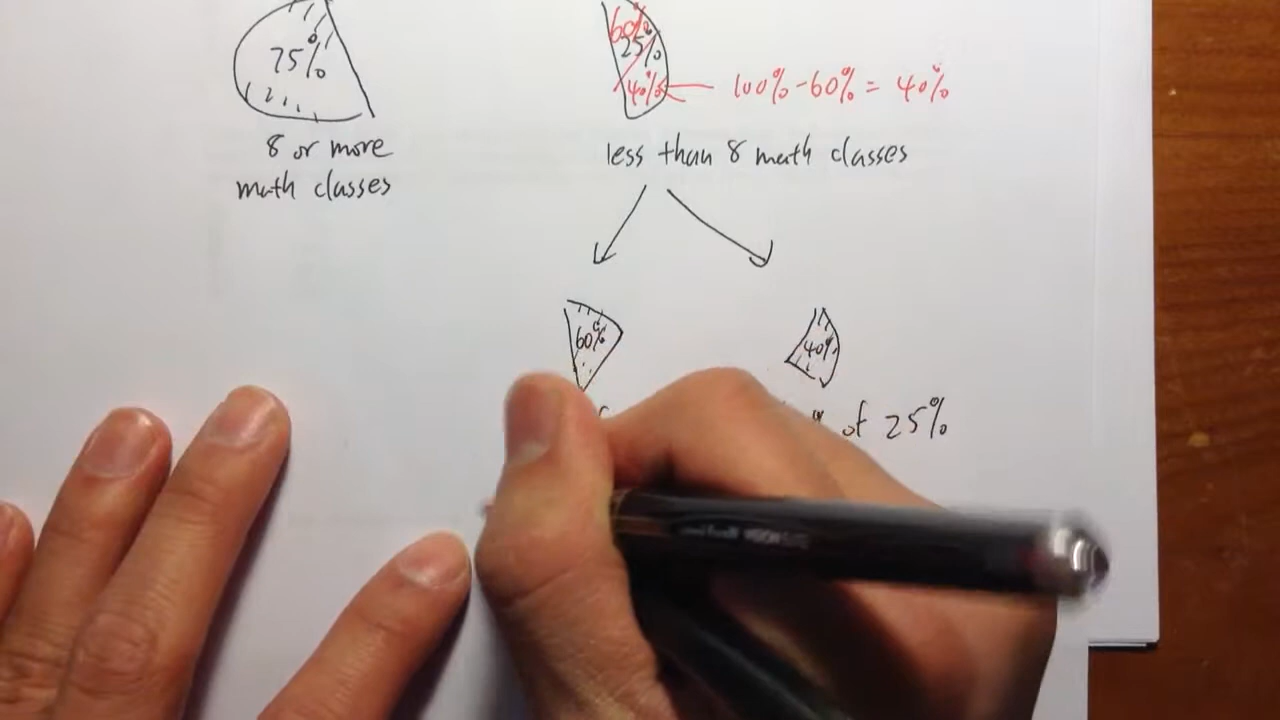 75%
8 or more
math classes
60%
25%
40%
100% - 60% = 40%
less than 8 math classes
60%
40%
of 25%